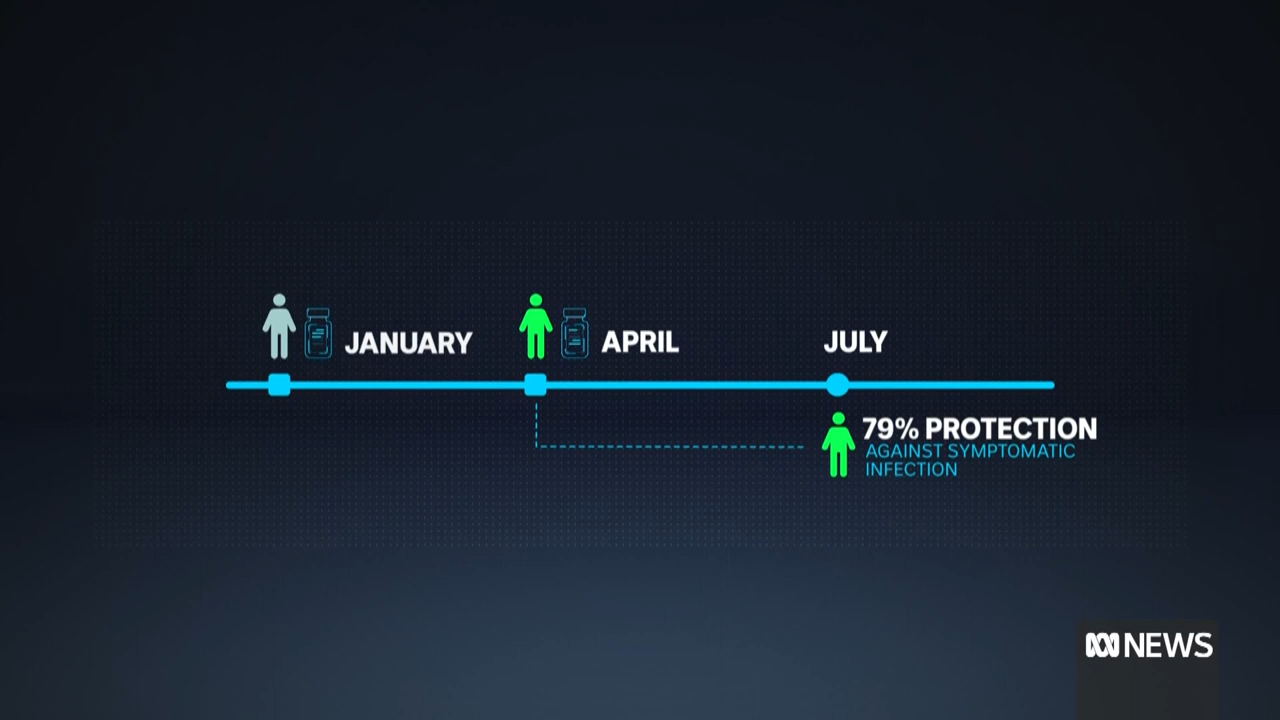 JANUARY
APRIL
JULY
79% PROTECTION
AGAINST SYMPTOMATIC
INFECTION
NEWS